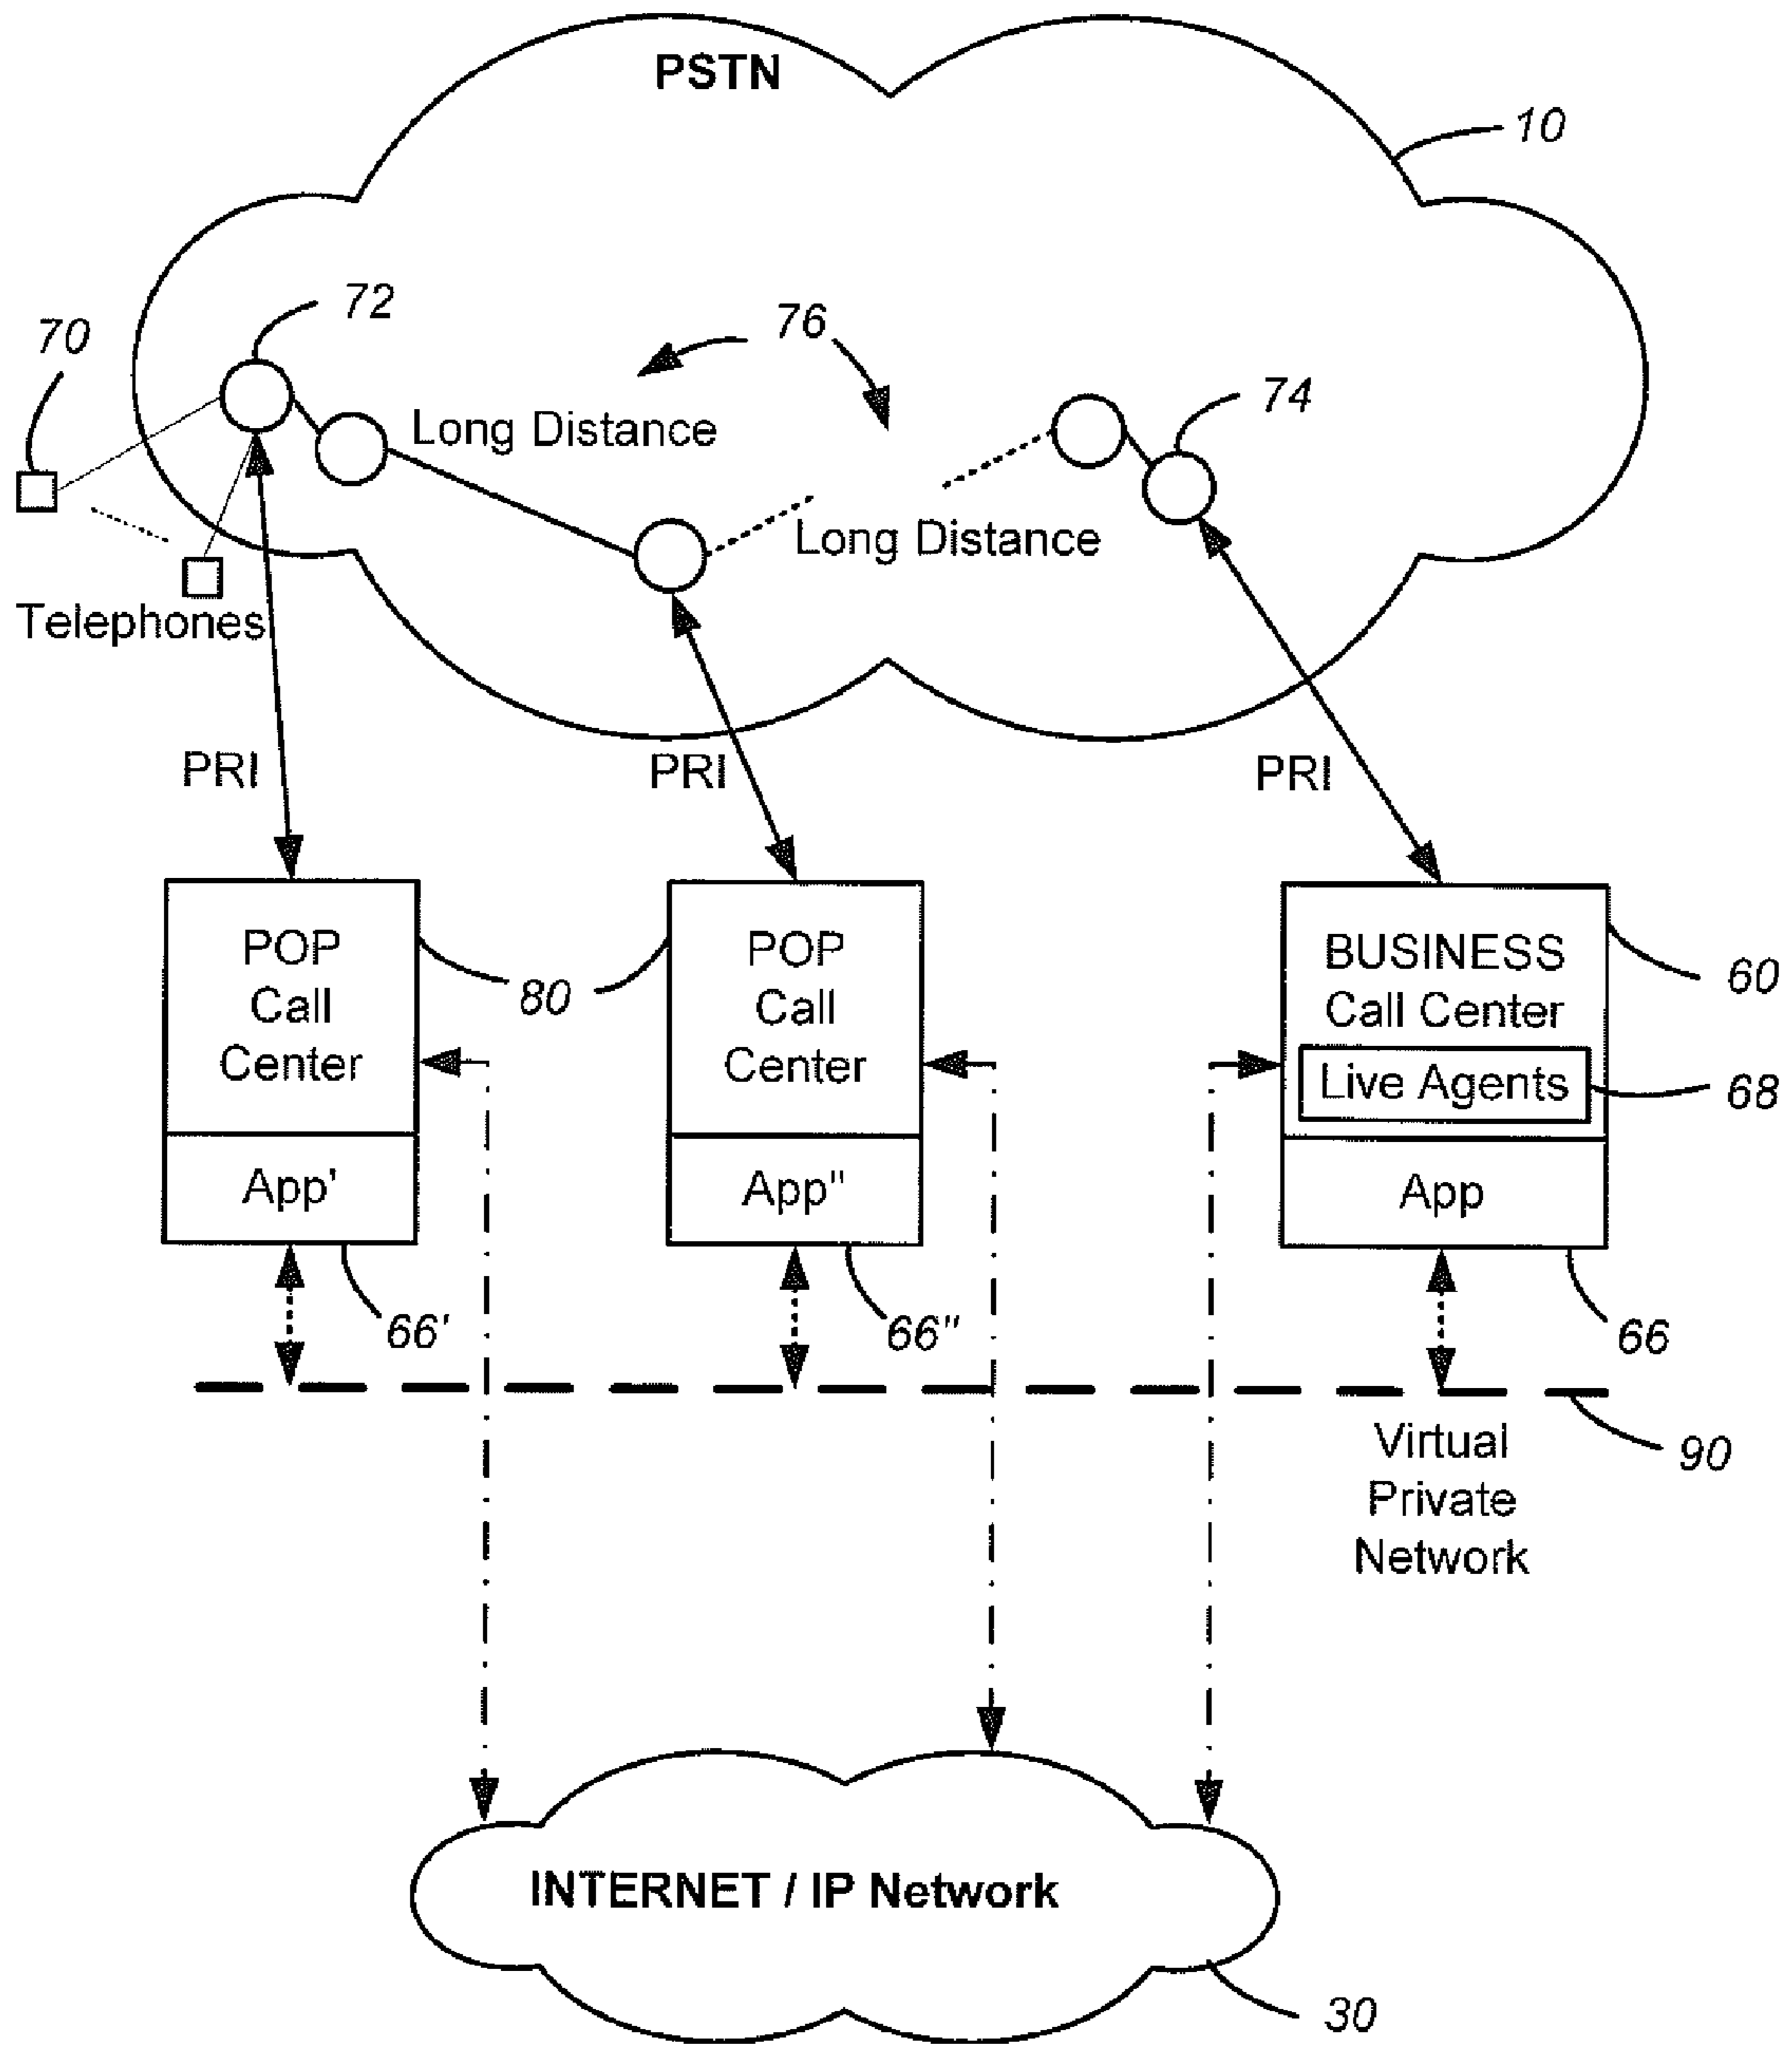 PSTN
10
72
70
76
74
Long Distance
Long Distance
Telephones
PRI
PRI
PRI
POP
Call
Center
80
POP
Call
Center
BUSINESS
Call Center
60
Live Agents
68
App'
App"
App
66'
66"
66
90
Virtual
Private
Network
INTERNET / IP Network
30